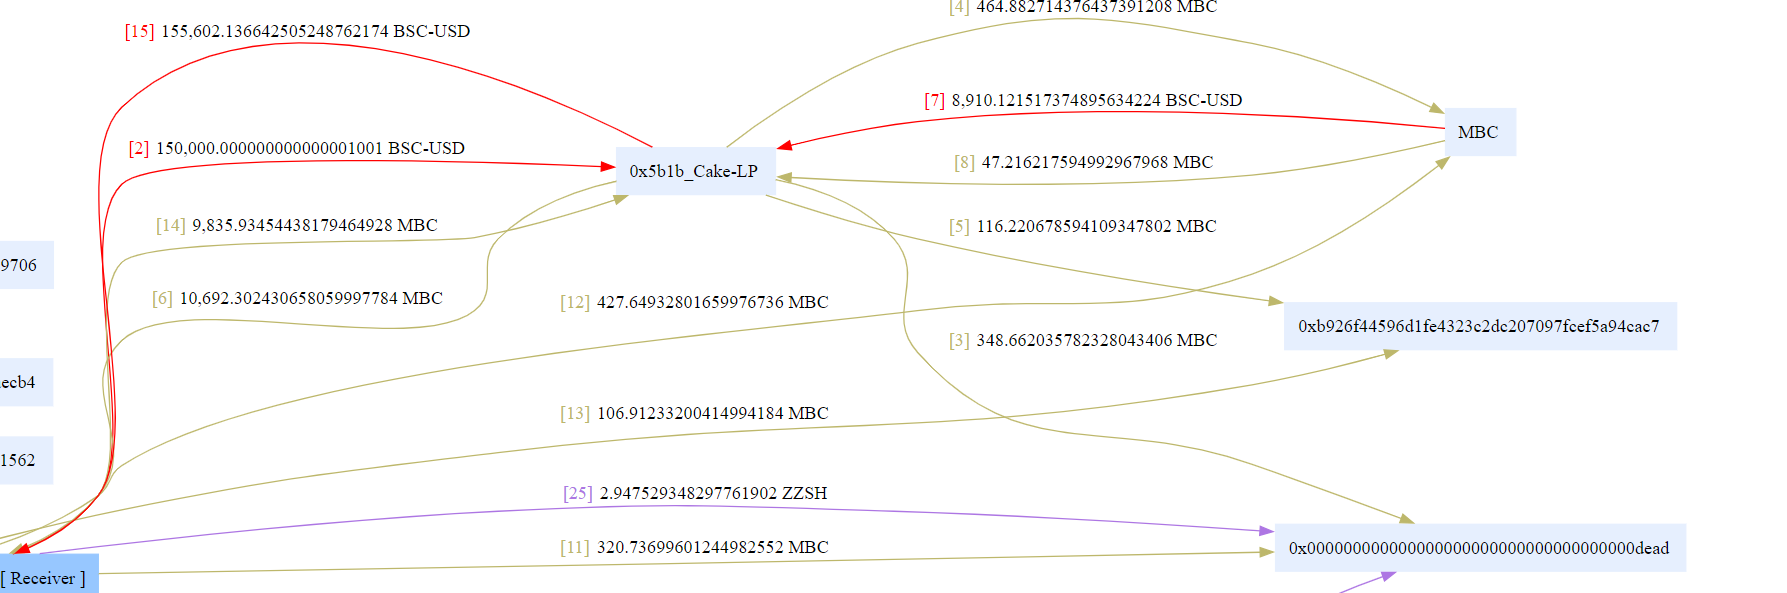 [4] 464.882714376437391208 MBC
[15] 155,602.136642505248762174 BSC-USD
[7] 8,910.121517374895634224 BSC-USD
MBC
[2] 150,000.000000000000001001 BSC-USD
[8] 47.216217594992967968 MBC
0x5b1b_Cake-LP
[14] 9,835.93454438179464928 MBC
[5] 116.220678594109347802 MBC
9706
[6] 10,692.302430658059997784 MBC
[12] 427.64932801659976736 MBC
0xb926f44596d1fe4323c2dc207097fcef5a94cac7
[3] 348.662035782328043406 MBC
ecb4
[13] 106.91233200414994184 MBC
1562
[25] 2.947529348297761902 ZZSH
[11] 320.73699601244982552 MBC
0x000000000000000000000000000000000000dead
[ Receiver ]